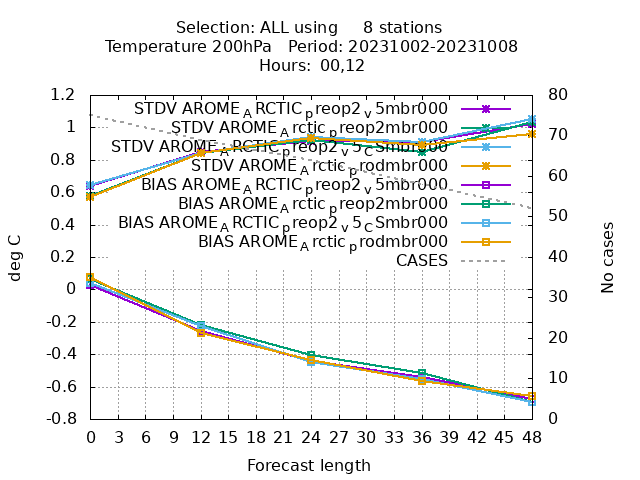 Selection: ALL using     8 stations
Temperature 200hPa   Period: 20231002-20231008
Hours:  00,12
1.2
1
0.8
0.6
0.4
0.2
0
-0.2
-0.4
-0.6
-0.8
deg C
STDV AROME_ARCTIC_preop2_v5mbr000
STDV AROME_Arctic_preop2mbr000
STDV AROME_ARCTIC_preop2_v5_CSmbr000
STDV AROME_Arctic_prodmbr000
BIAS AROME_ARCTIC_preop2_v5mbr000
BIAS AROME_Arctic_preop2mbr000
BIAS AROME_ARCTIC_preop2_v5_CSmbr000
BIAS AROME_Arctic_prodmbr000
CASES
80
70
60
50
40
30
20
10
0
No cases
0 3 6 9 12 15 18 21 24 27 30 33 36 39 42 45 48
Forecast length